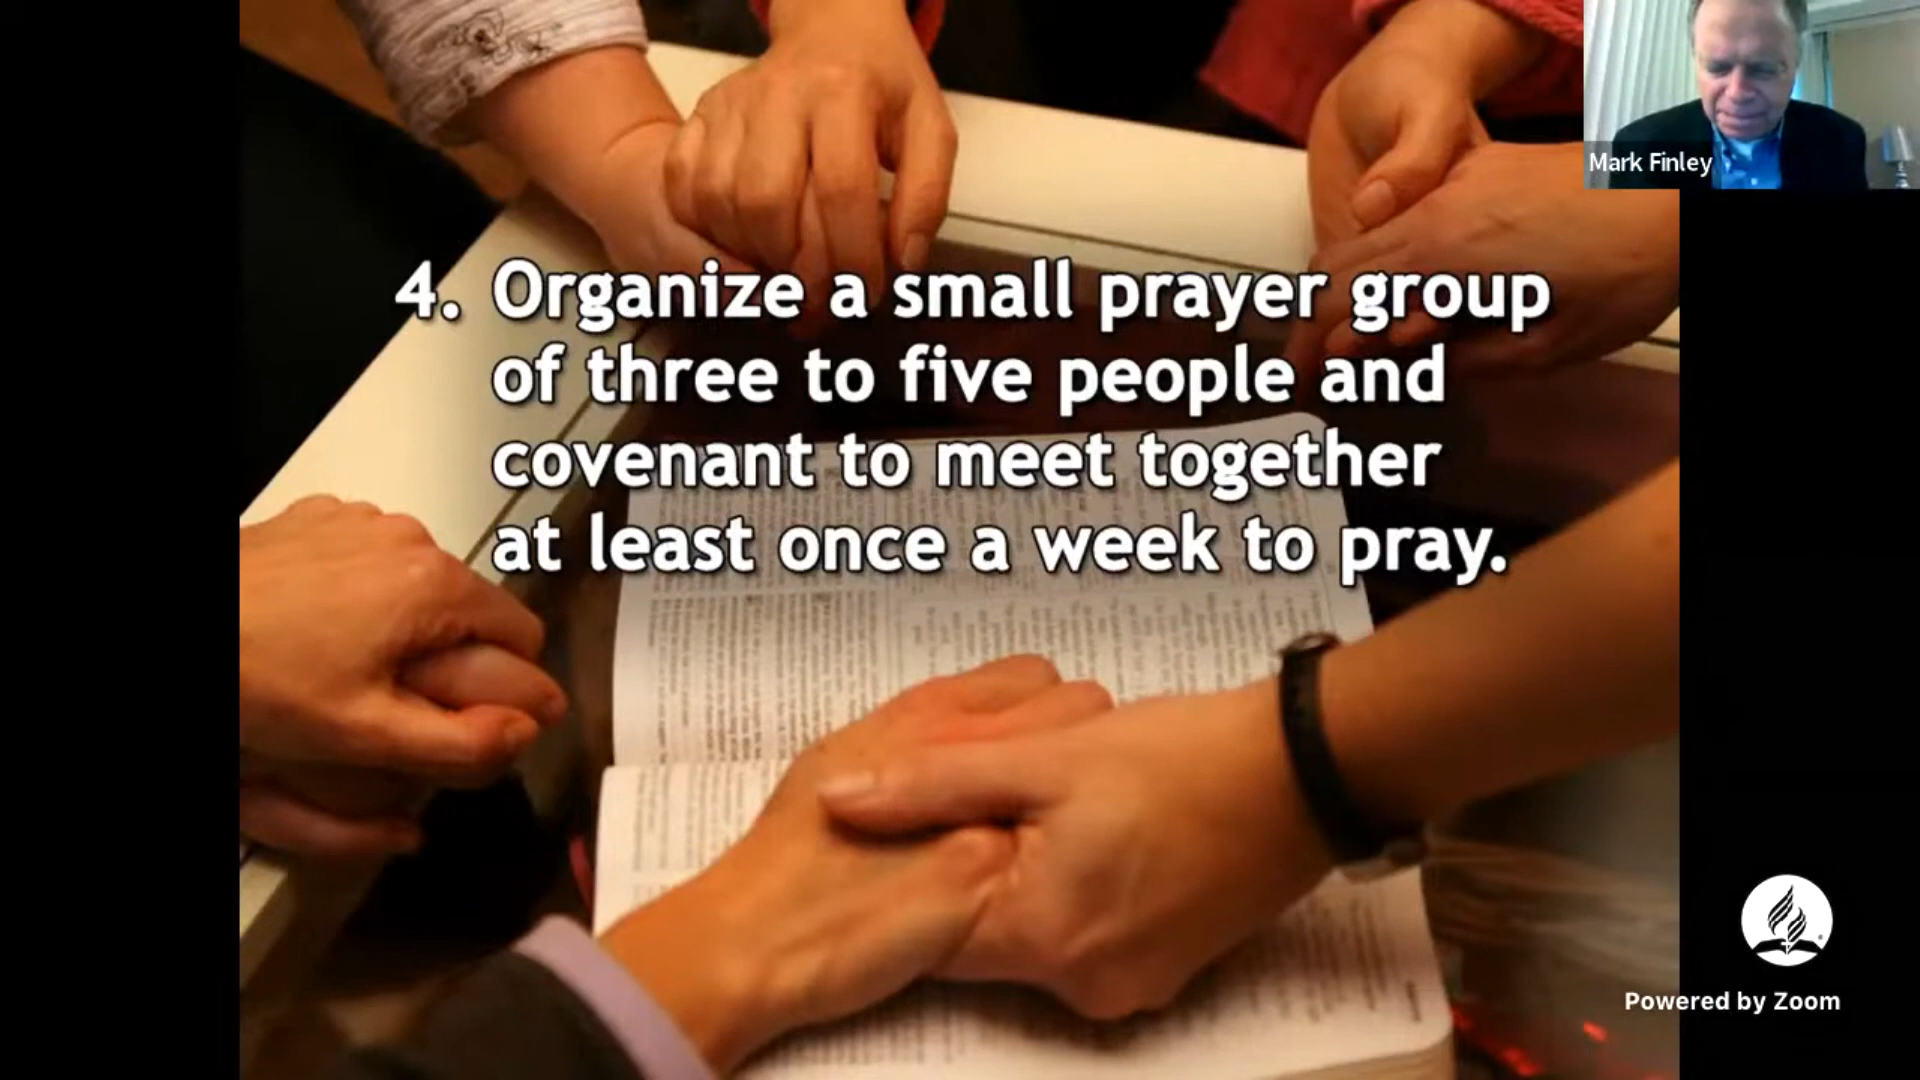 Mark Finley
4. Organize a small prayer group
of three to five people and
covenant to meet together
at least once a week to pray.
Powered by Zoom